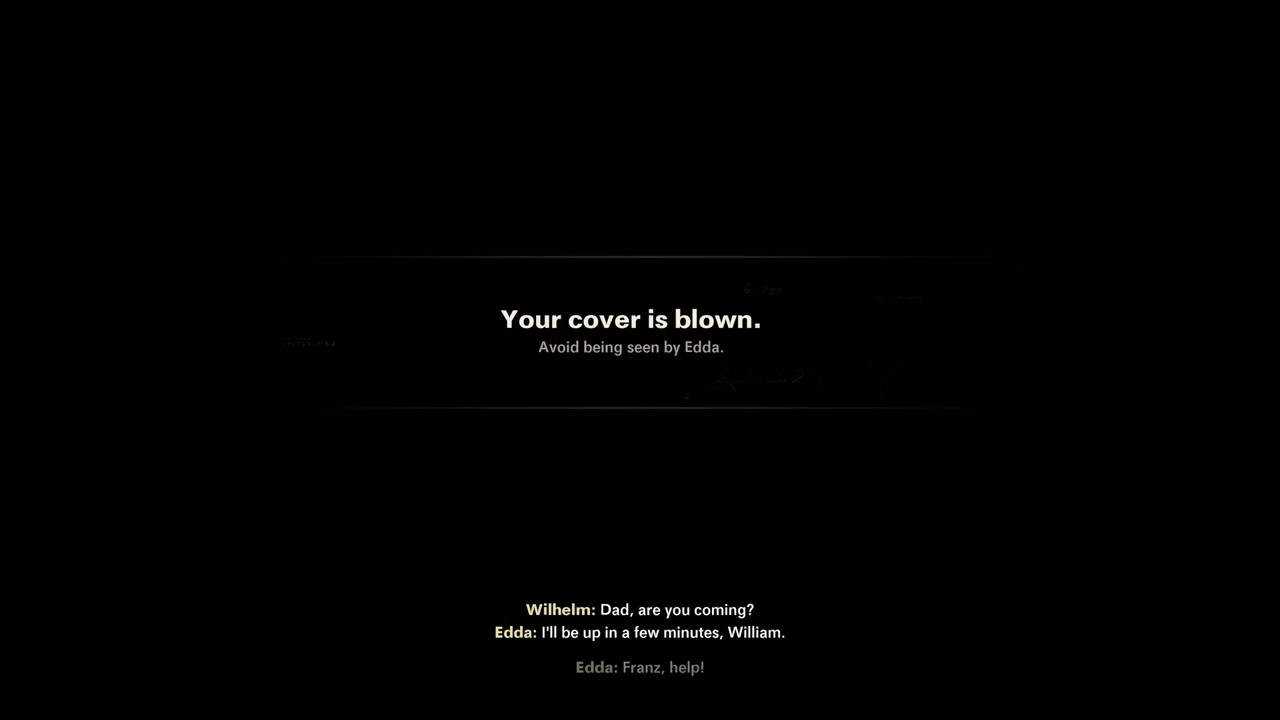 Your cover is blown.
Avoid being seen by Edda.
Wilhelm: Dad, are you coming?
Edda: I'll be up in a few minutes, William.
Edda: Franz, help!